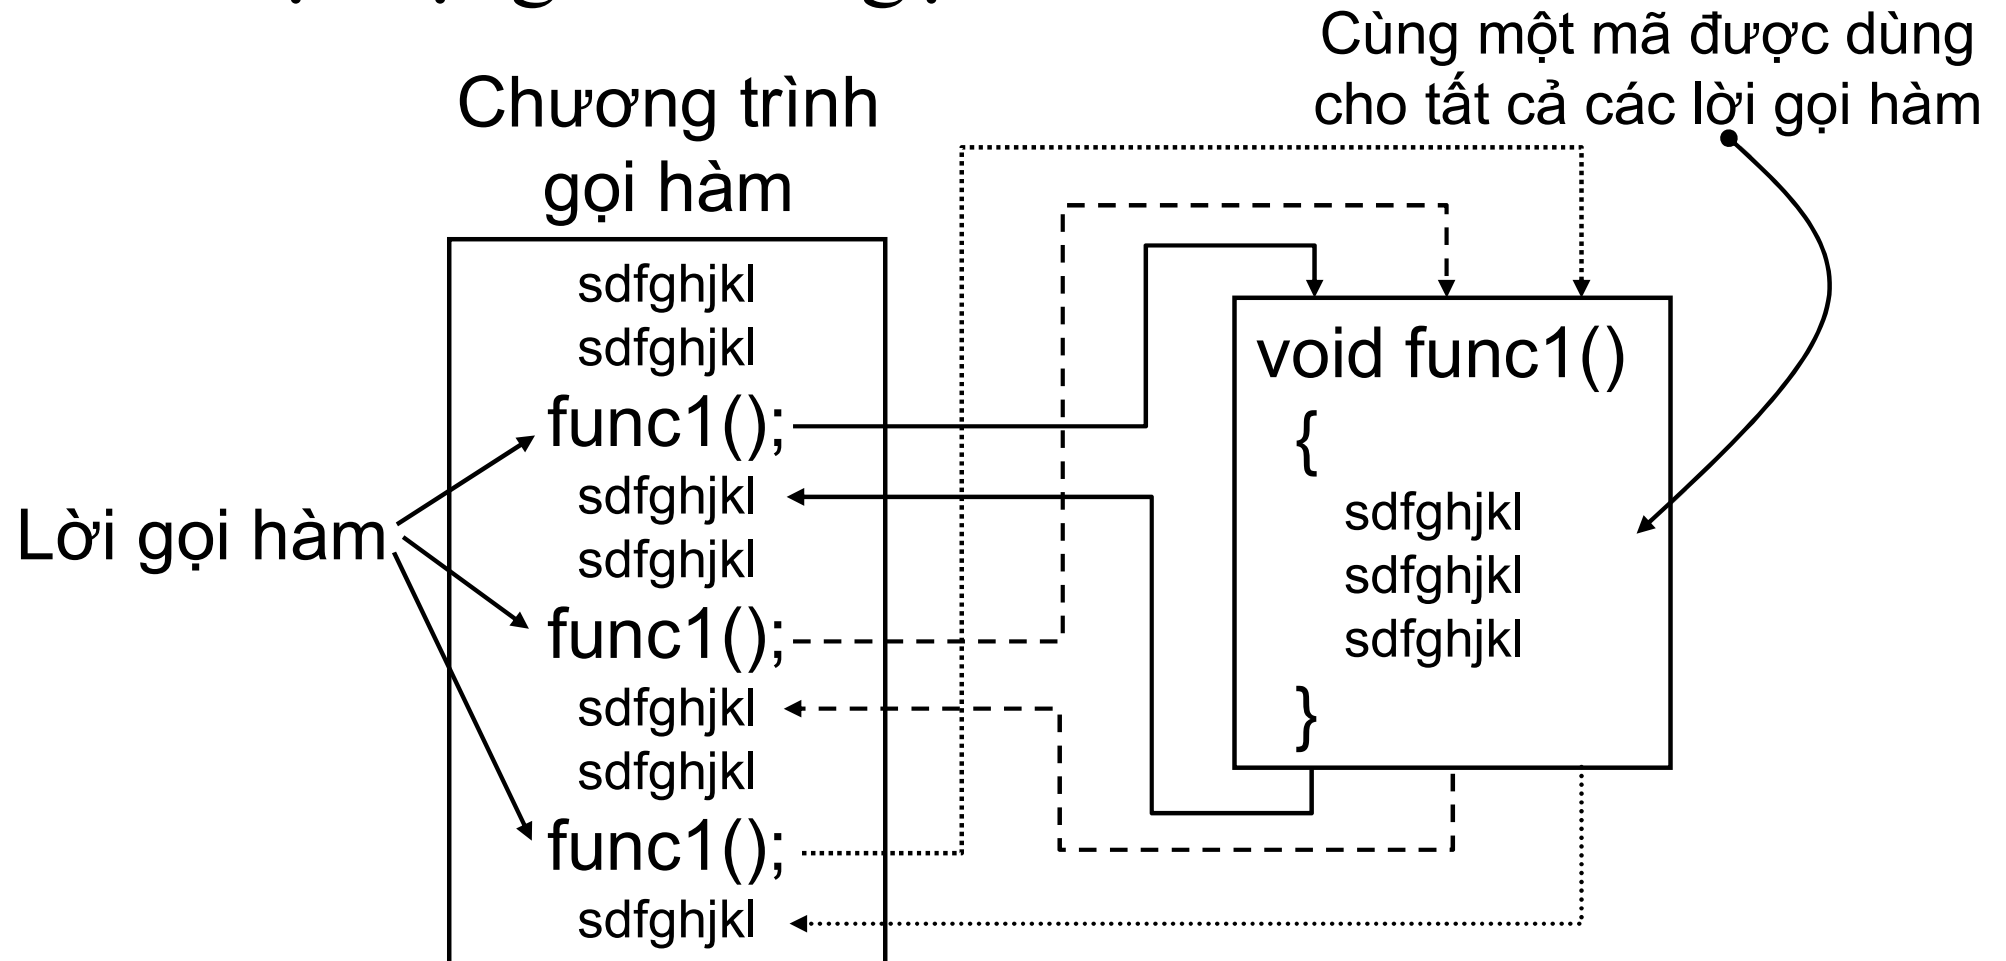 Cùng một mã được dùng
cho tất cả các lời gọi hàm
Chương trình
gọi hàm
sdfghjkl
sdfghjkl
func1();
sdfghjkl
sdfghjkl
func1();
sdfghjkl
sdfghjkl
func1();
sdfghjkl
Lời gọi hàm
void func1()
{
sdfghjkl
sdfghjkl
sdfghjkl
}